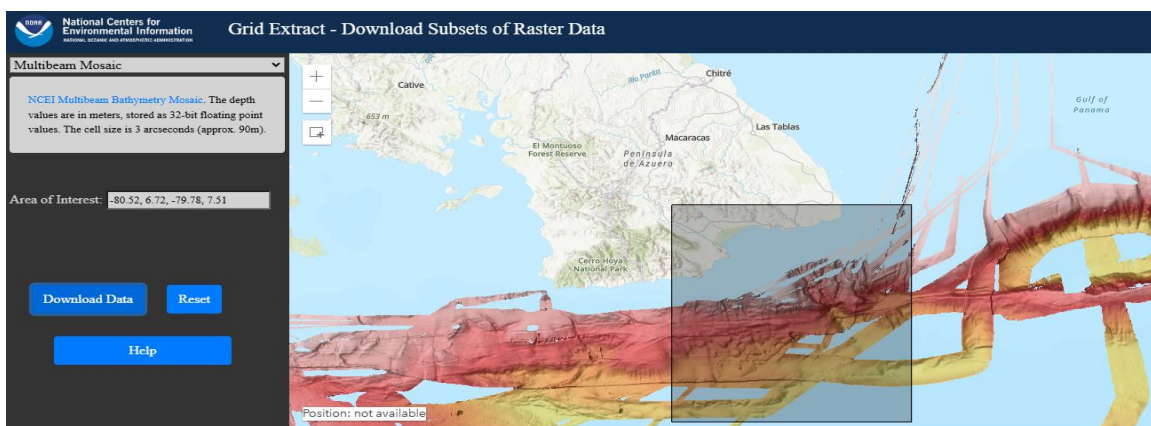 NOAA
National Centers for
Environmental Information
NATIONAL OCEANIC AND ATMOSPHERIC ADMINISTRATION
Grid Extract - Download Subsets of Raster Data
Multibeam Mosaic
NCEI Multibeam Bathymetry Mosaic. The depth
values are in meters, stored as 32-bit floating point
values. The cell size is 3 arcseconds (approx. 90m).
Area of Interest: -80.52, 6.72, -79.78, 7.51
Download Data
Reset
Help
+
−
Cative
653 m
Río Parita
Chitré
El Montuoso
Forest Reserve
Macaracas
Las Tablas
Península
de Azuero
Gulf of
Panama
Cerro Hoya
National Park
Position: not available